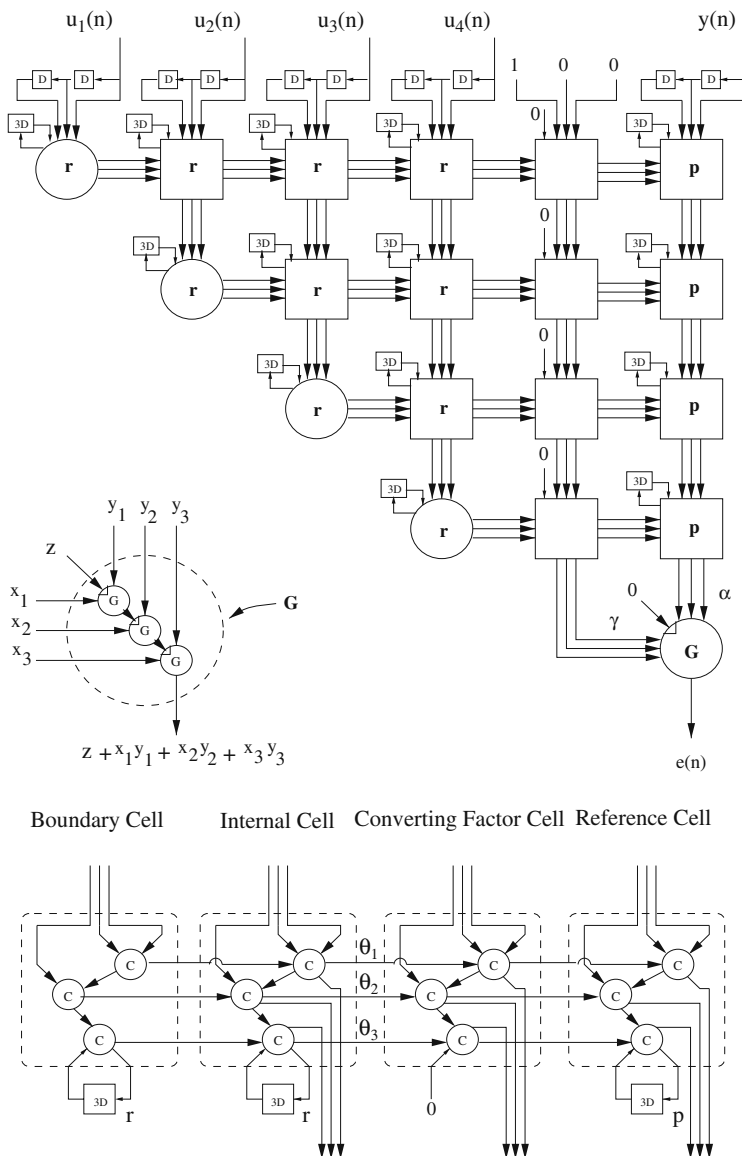 u1(n) u2(n) u3(n) u4(n) y(n)
1 0 0
D D D D D D D D D D
0
3D 3D 3D 3D 3D
r r r r p
0
3D 3D 3D 3D
r r r p
0
3D 3D 3D
r r p
0
3D 3D
r p
y1 y2 y3
z
x1 G
x2 G
x3 G
G
0 α
γ
G
z + x1y1 + x2y2 + x3y3
e(n)
Boundary Cell Internal Cell Converting Factor Cell Reference Cell
θ1
C C C C
θ2
C C C C
θ3
C C C C
3D 3D 3D
r r 0 p